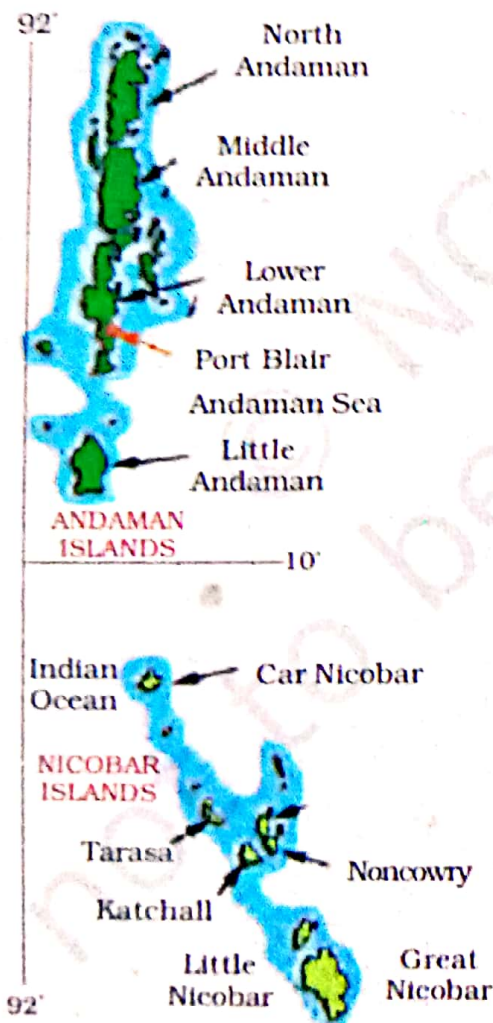 92°
North
Andaman
Middle
Andaman
Lower
Andaman
Port Blair
Andaman Sea
Little
Andaman
ANDAMAN
ISLANDS
10°
Indian
Ocean
Car Nicobar
NICOBAR
ISLANDS
Tarasa
Noncowry
Katchall
Little
Nicobar
Great
Nicobar
92°